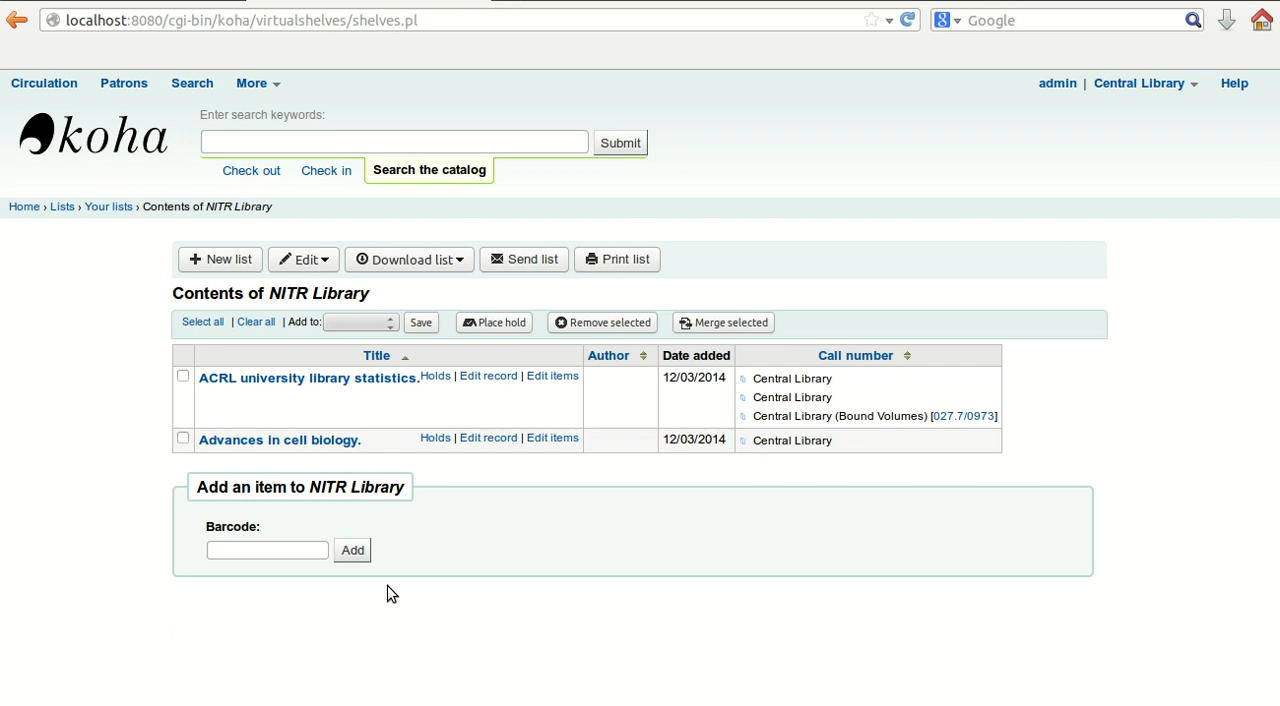 localhost:8080/cgi-bin/koha/virtualshelves/shelves.pl Google
Circulation Patrons Search More admin | Central Library Help
Enter search keywords:
koha
Submit
Check out Check in Search the catalog
Home › Lists › Your lists › Contents of NITR Library
New list Edit Download list Send list Print list
Contents of NITR Library
Select all | Clear all | Add to: Save Place hold Remove selected Merge selected
Title Author Date added Call number
ACRL university library statistics. Holds | Edit record | Edit items 12/03/2014 Central Library
Central Library
Central Library (Bound Volumes) [027.7/0973]
Advances in cell biology. Holds | Edit record | Edit items 12/03/2014 Central Library
Add an item to NITR Library
Barcode:
Add